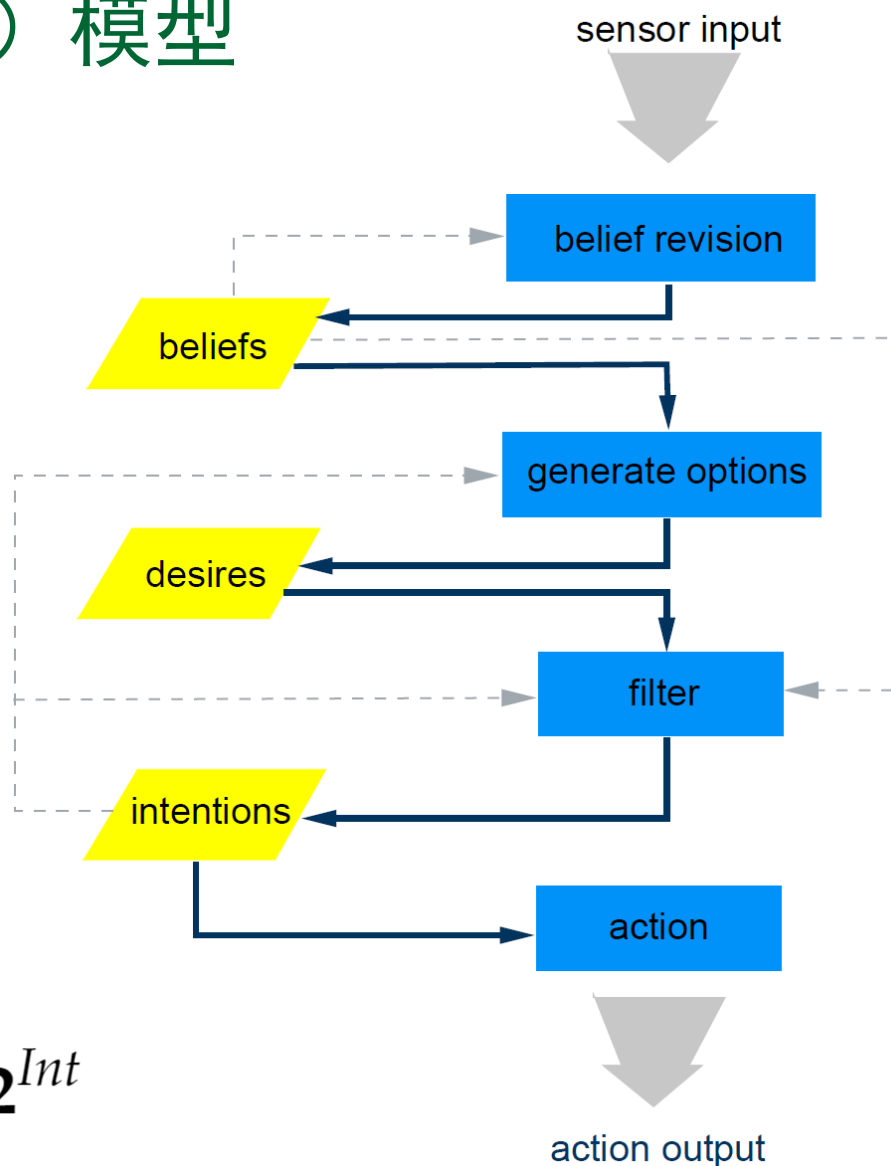 ）模型
sensor input
belief revision
beliefs
generate options
desires
filter
intentions
action
2^Int
action output